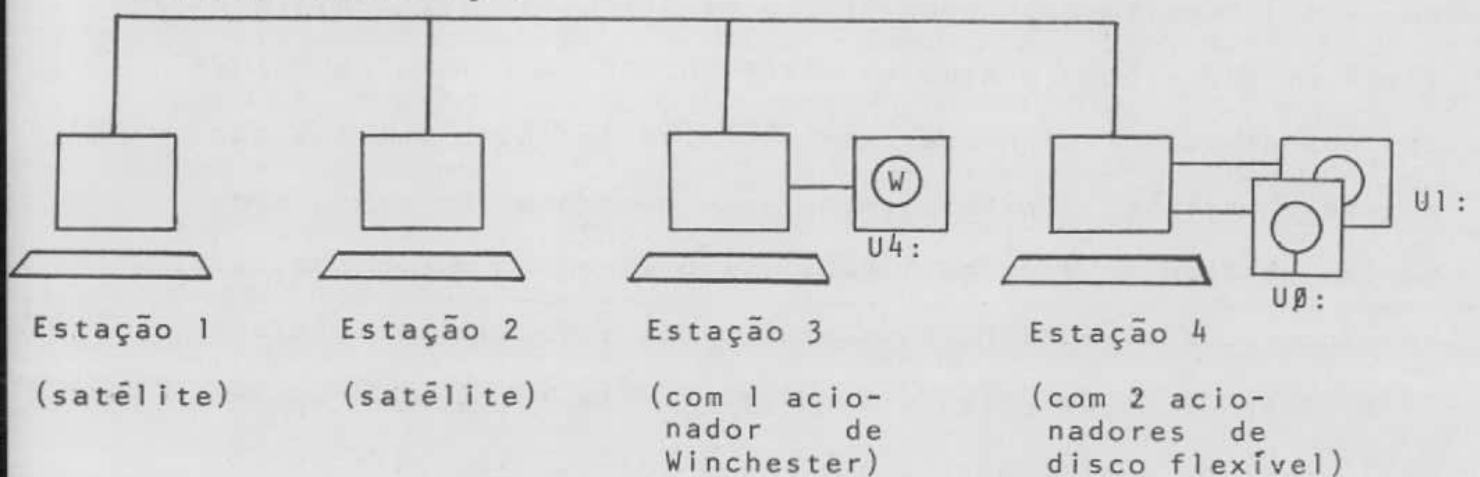 W
U4:
U1:
UØ:
Estação 1 Estação 2 Estação 3 Estação 4
(satélite) (satélite) (com 1 acio- (com 2 acio-
nador de nadores de
Winchester) disco flexível)